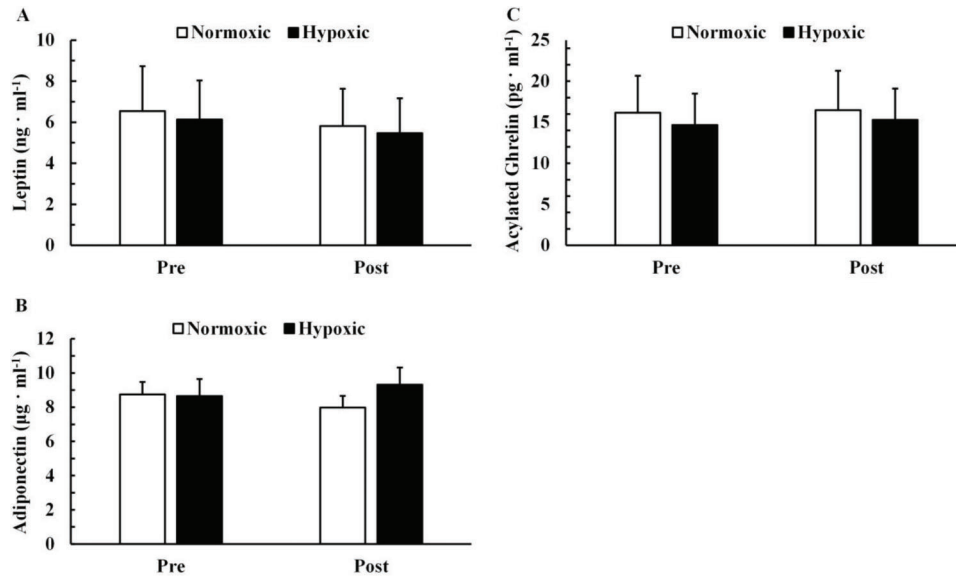 A
Normoxic Hypoxic
Leptin (ng · ml⁻¹)
10
8
6
4
2
0
Pre Post
C
Normoxic Hypoxic
Acylated Ghrelin (pg · ml⁻¹)
25
20
15
10
5
0
Pre Post
B
Normoxic Hypoxic
Adiponectin (µg · ml⁻¹)
12
10
8
6
4
2
0
Pre Post